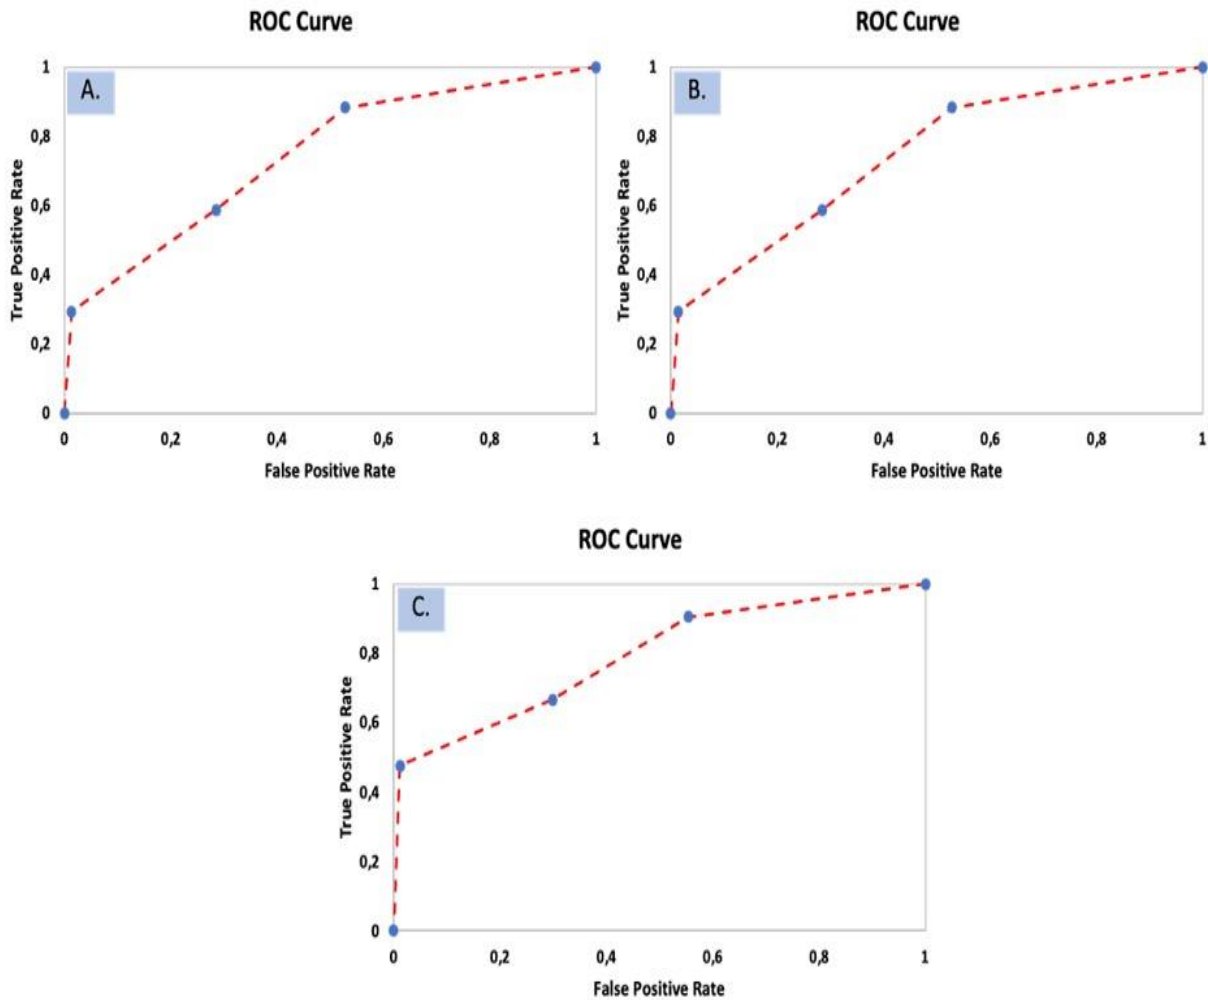 ROC Curve
A.
True Positive Rate
1
0,8
0,6
0,4
0,2
0
0 0,2 0,4 0,6 0,8 1
False Positive Rate
ROC Curve
B.
True Positive Rate
1
0,8
0,6
0,4
0,2
0
0 0,2 0,4 0,6 0,8 1
False Positive Rate
ROC Curve
C.
True Positive Rate
1
0,8
0,6
0,4
0,2
0
0 0,2 0,4 0,6 0,8 1
False Positive Rate